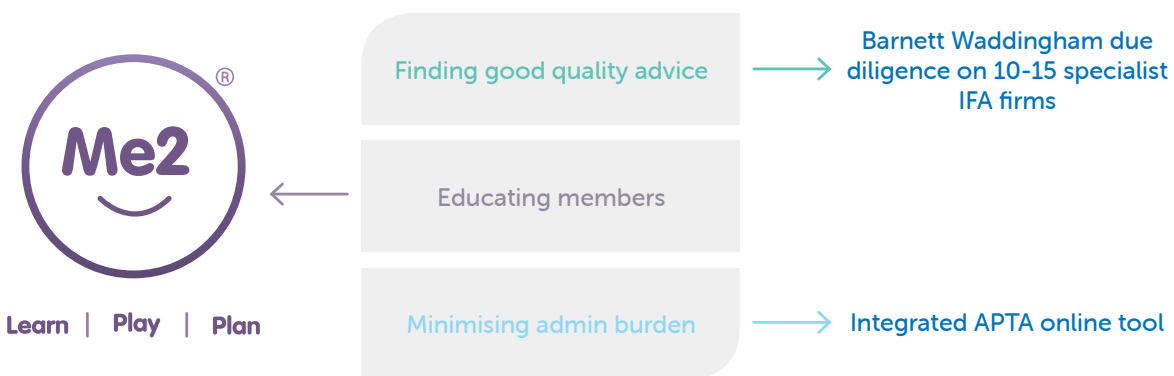 Me2
®
Learn | Play | Plan
Finding good quality advice
Educating members
Minimising admin burden
Barnett Waddingham due
diligence on 10-15 specialist
IFA firms
Integrated APTA online tool